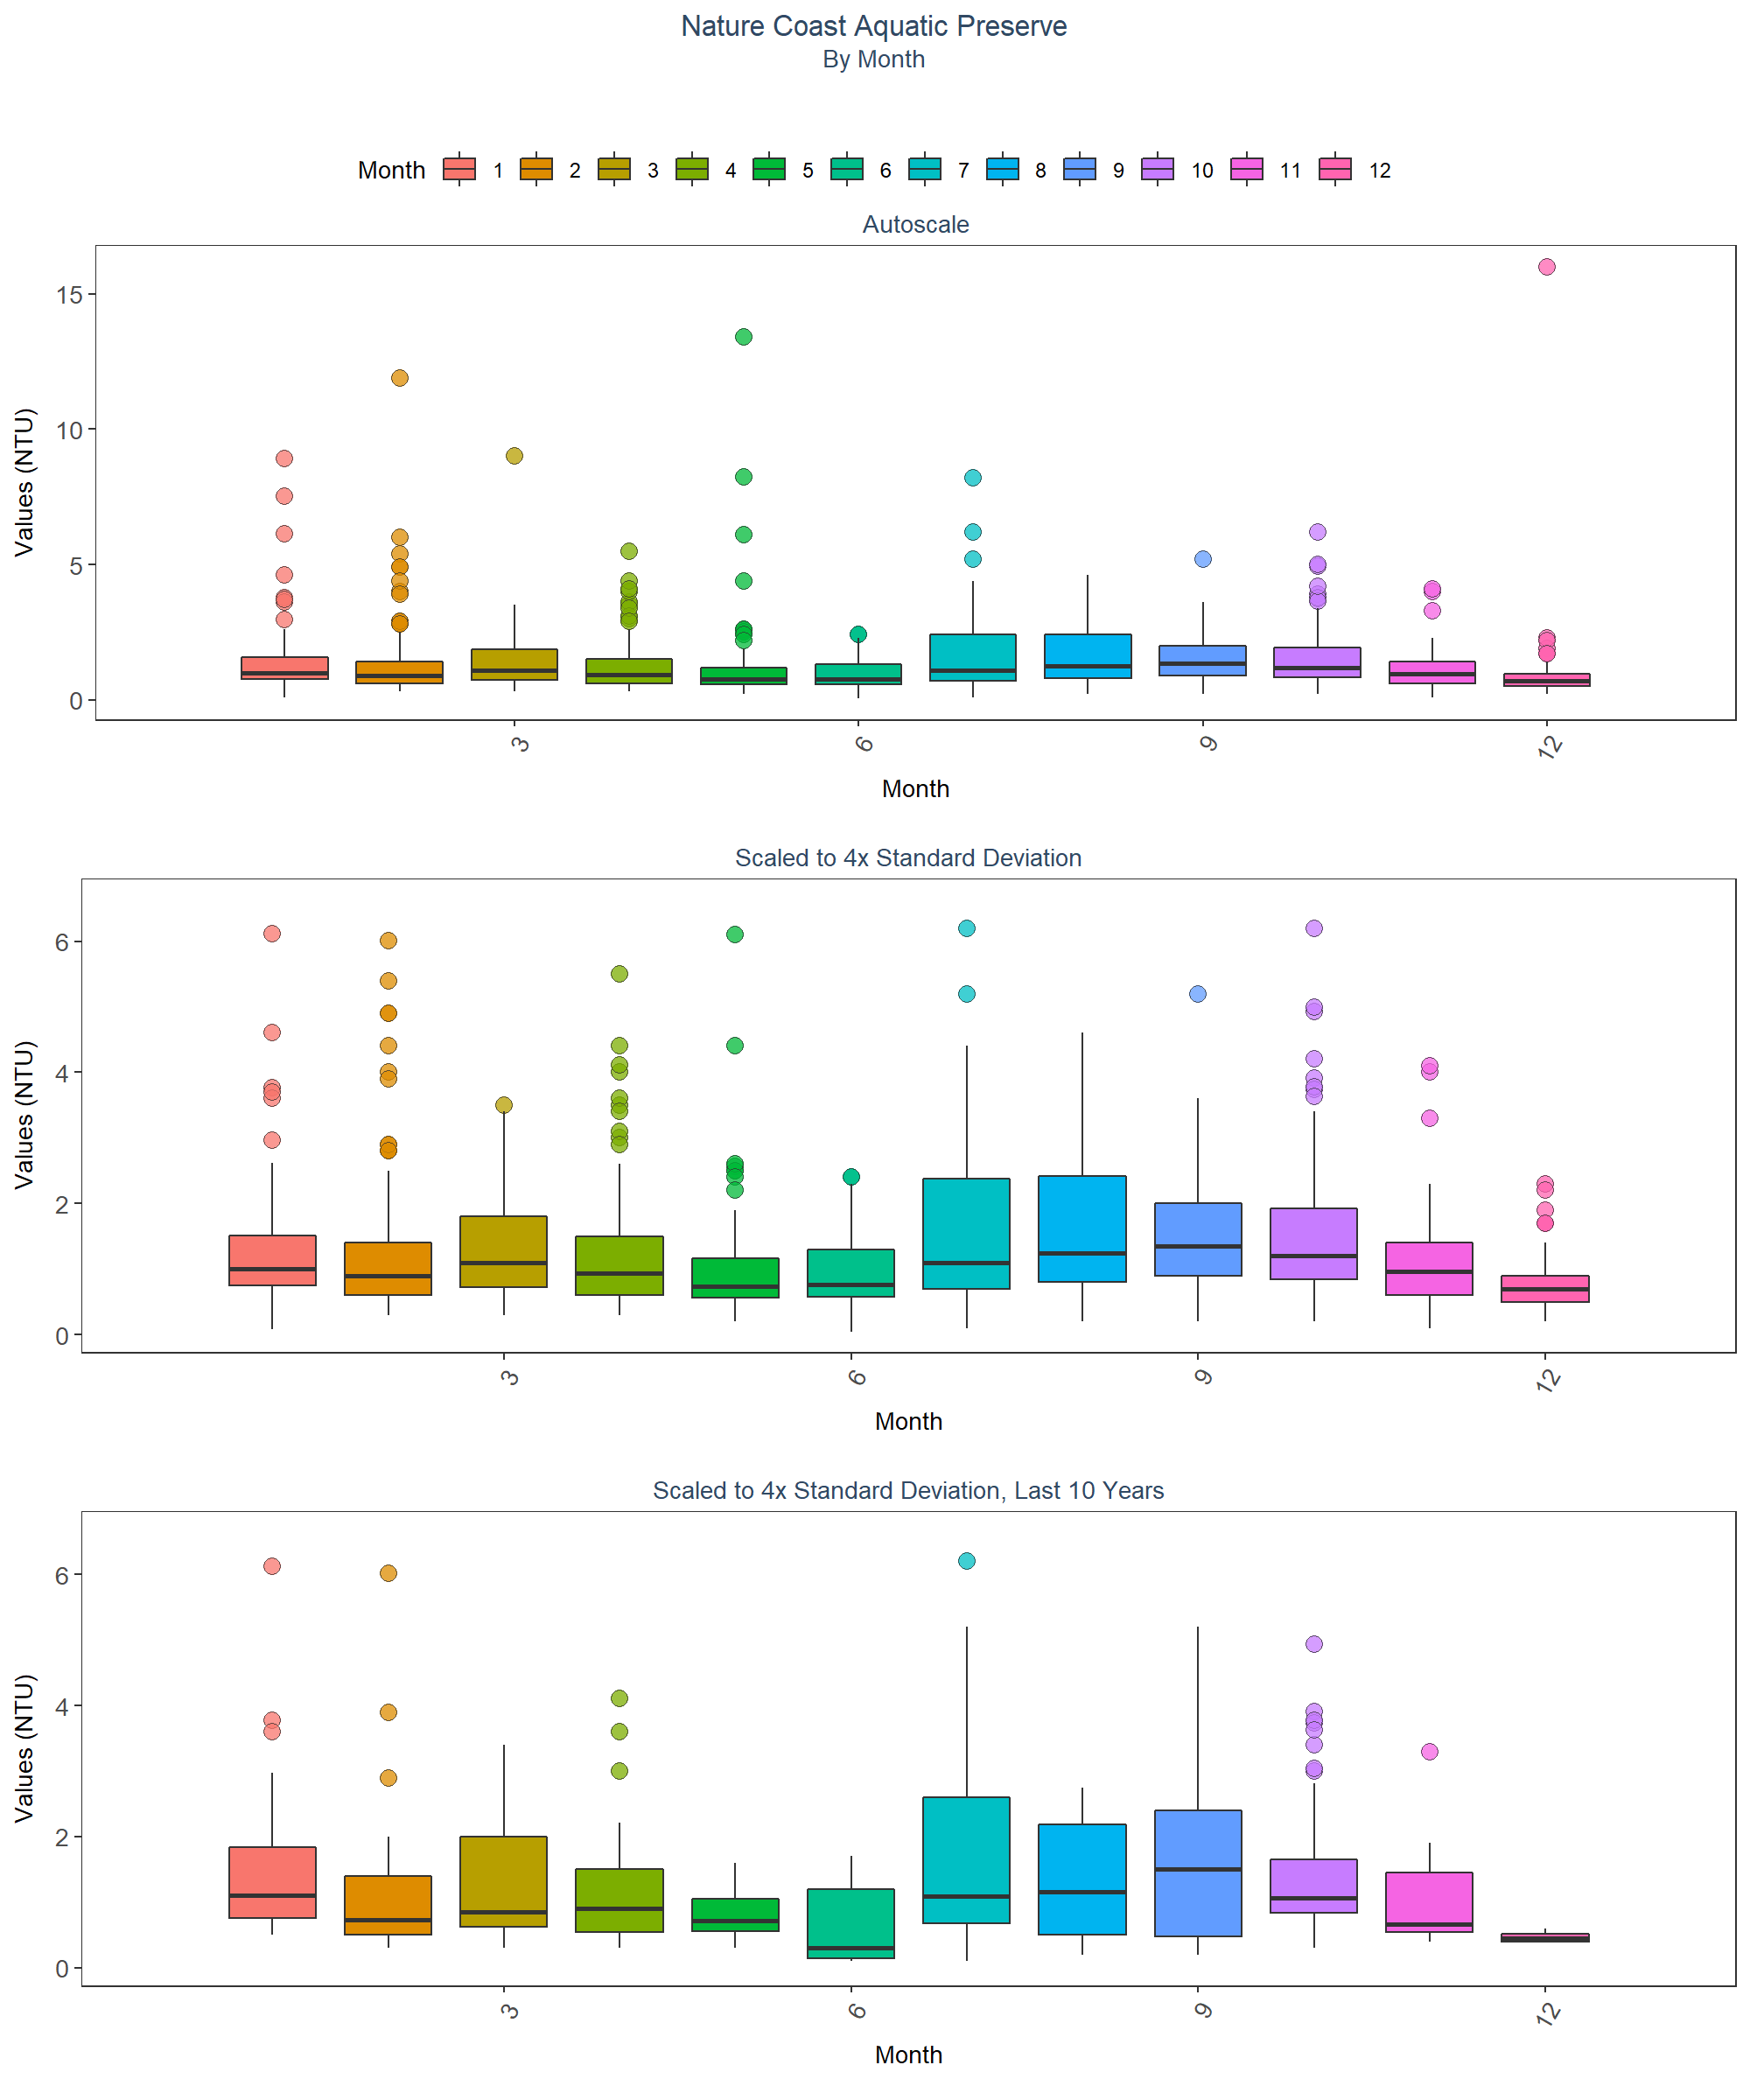 Nature Coast Aquatic Preserve
By Month
Month 1 2 3 4 5 6 7 8 9 10 11 12
Autoscale
Values (NTU)
15
10
5
0
3 6 9 12
Month
Scaled to 4x Standard Deviation
Values (NTU)
6
4
2
0
3 6 9 12
Month
Scaled to 4x Standard Deviation, Last 10 Years
Values (NTU)
6
4
2
0
3 6 9 12
Month